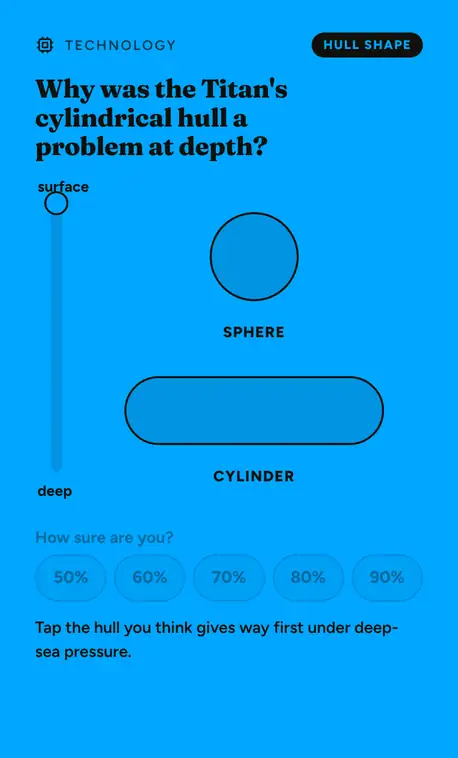 TECHNOLOGY
HULL SHAPE
Why was the Titan's
cylindrical hull a
problem at depth?
surface
SPHERE
CYLINDER
deep
How sure are you?
50%
60%
70%
80%
90%
Tap the hull you think gives way first under deep-
sea pressure.